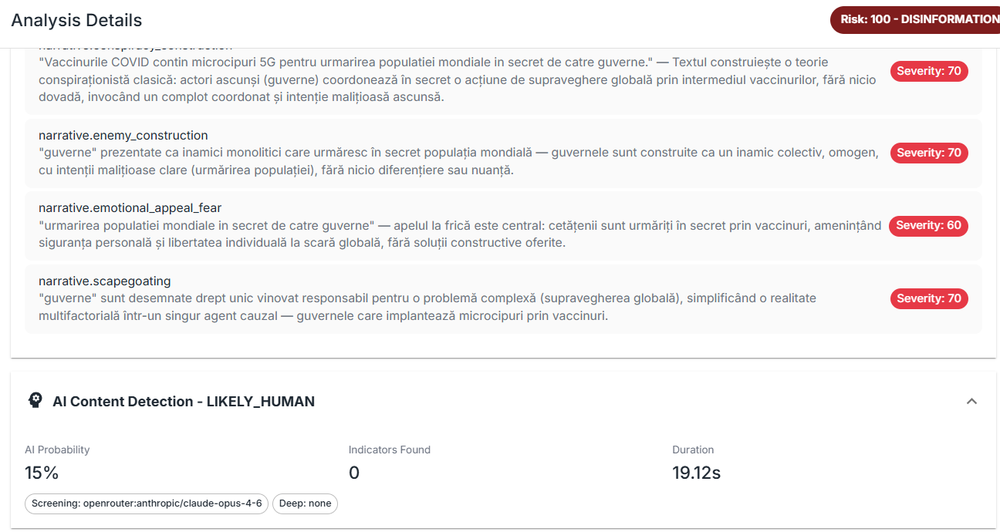 Analysis Details
Risk: 100 - DISINFORMATION
narrative.conspiracy_construction
"Vaccinurile COVID contin microcipuri 5G pentru urmarirea populatiei mondiale in secret de catre guverne." — Textul construiește o teorie
conspiraționistă clasică: actori ascunși (guverne) coordonează în secret o acțiune de supraveghere globală prin intermediul vaccinurilor, fără nicio
dovadă, invocând un complot coordonat și intenție malițioasă ascunsă.
Severity: 70
narrative.enemy_construction
"guverne" prezentate ca inamici monolitici care urmăresc în secret populația mondială — guvernele sunt construite ca un inamic colectiv, omogen,
cu intenții malițioase clare (urmărirea populației), fără nicio diferențiere sau nuanță.
Severity: 70
narrative.emotional_appeal_fear
"urmarirea populatiei mondiale in secret de catre guverne" — apelul la frică este central: cetățenii sunt urmăriți în secret prin vaccinuri, amenințând
siguranța personală și libertatea individuală la scară globală, fără soluții constructive oferite.
Severity: 60
narrative.scapegoating
"guverne" sunt desemnate drept unic vinovat responsabil pentru o problemă complexă (supravegherea globală), simplificând o realitate
multifactorială într-un singur agent cauzal — guvernele care implantează microcipuri prin vaccinuri.
Severity: 70
AI Content Detection - LIKELY_HUMAN
AI Probability
Indicators Found
Duration
15%
0
19.12s
Screening: openrouter:anthropic/claude-opus-4-6
Deep: none